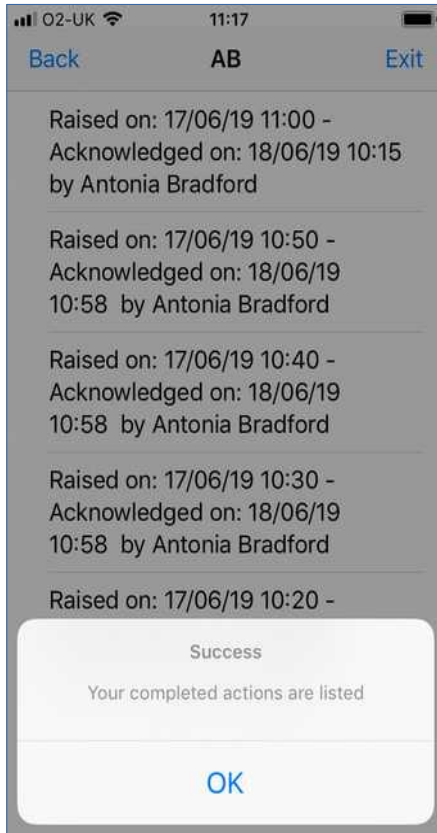 O2-UK 11:17
Back AB Exit
Raised on: 17/06/19 11:00 -
Acknowledged on: 18/06/19 10:15
by Antonia Bradford
Raised on: 17/06/19 10:50 -
Acknowledged on: 18/06/19
10:58 by Antonia Bradford
Raised on: 17/06/19 10:40 -
Acknowledged on: 18/06/19
10:58 by Antonia Bradford
Raised on: 17/06/19 10:30 -
Acknowledged on: 18/06/19
10:58 by Antonia Bradford
Raised on: 17/06/19 10:20 -
Success
Your completed actions are listed
OK